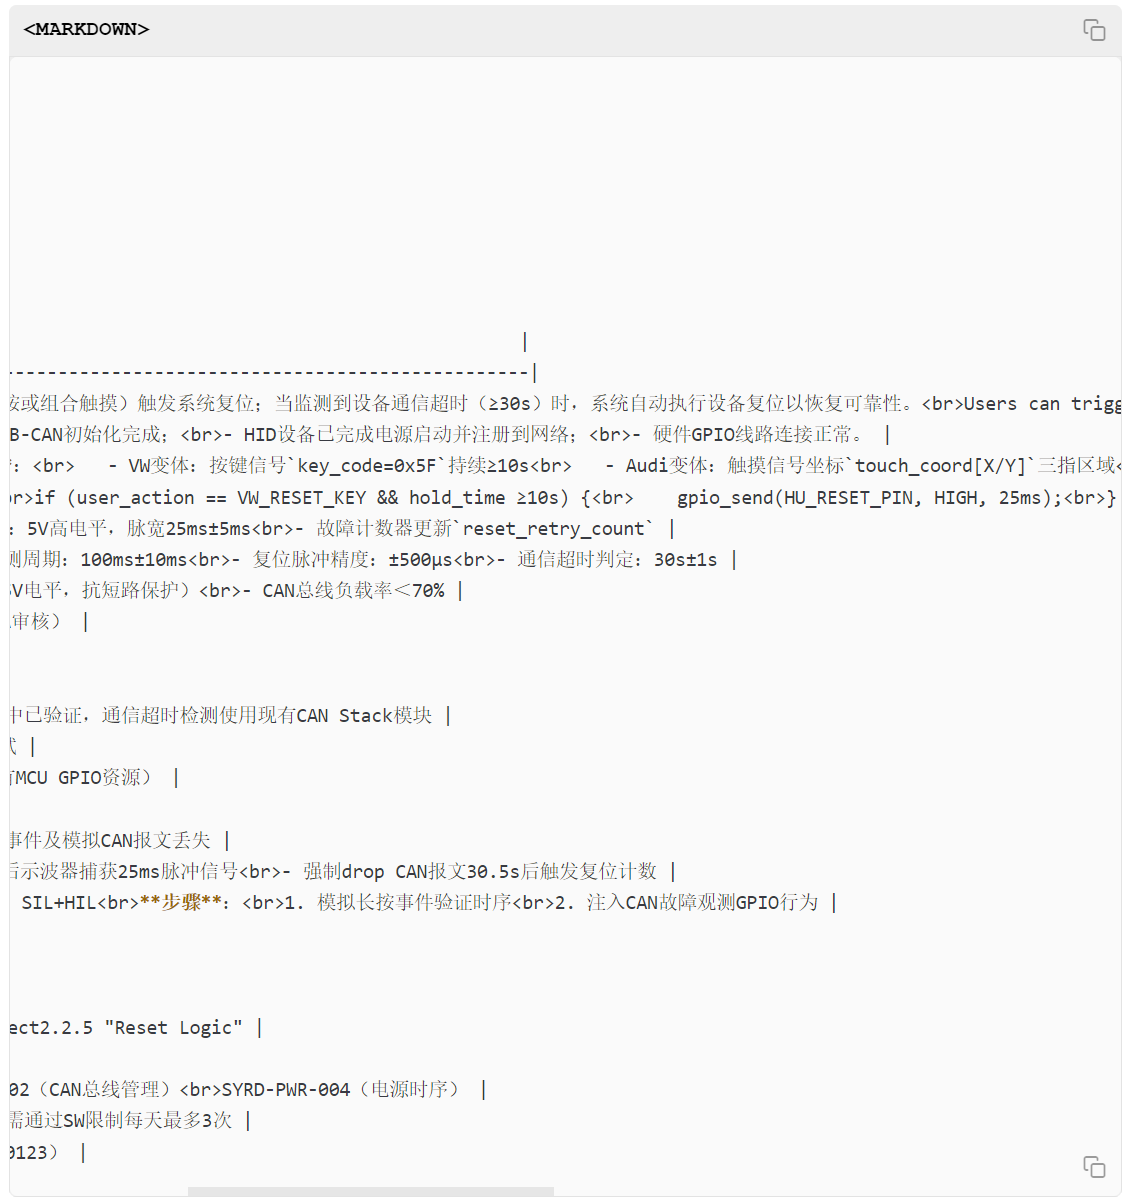 <MARKDOWN>
|
-----------------------------------------------|
按或组合触摸）触发系统复位；当监测到设备通信超时（≥30s）时，系统自动执行设备复位以恢复可靠性。<br>Users can trigg
B-CAN初始化完成；<br>- HID设备已完成电源启动并注册到网络；<br>- 硬件GPIO线路连接正常。 |
：<br>   - VW变体：按键信号`key_code=0x5F`持续≥10s<br>   - Audi变体：触摸信号坐标`touch_coord[X/Y]`三指区域<
br>if (user_action == VW_RESET_KEY && hold_time ≥10s) {<br>    gpio_send(HU_RESET_PIN, HIGH, 25ms);<br>}
：5V高电平，脉宽25ms±5ms<br>- 故障计数器更新`reset_retry_count` |
测周期：100ms±10ms<br>- 复位脉冲精度：±500μs<br>- 通信超时判定：30s±1s |
V电平，抗短路保护）<br>- CAN总线负载率＜70% |
审核） |
中已验证，通信超时检测使用现有CAN Stack模块 |
式 |
有MCU GPIO资源） |
事件及模拟CAN报文丢失 |
后示波器捕获25ms脉冲信号<br>- 强制drop CAN报文30.5s后触发复位计数 |
SIL+HIL<br>**步骤**：<br>1. 模拟长按事件验证时序<br>2. 注入CAN故障观测GPIO行为 |
ect2.2.5 "Reset Logic" |
02（CAN总线管理）<br>SYRD-PWR-004（电源时序） |
需通过SW限制每天最多3次 |
0123） |